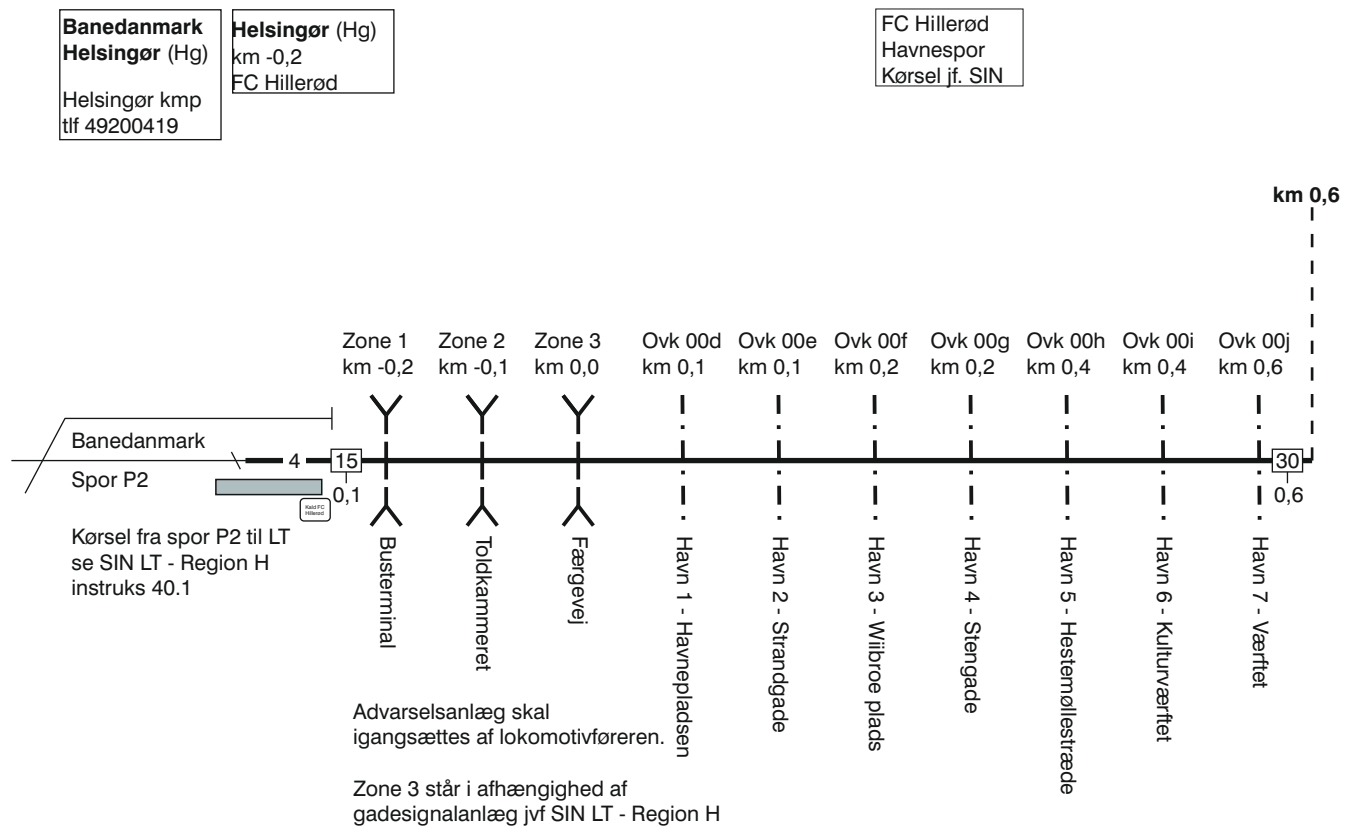 Banedanmark
Helsingør (Hg)
Helsingør kmp
tlf 49200419
Helsingør (Hg)
km -0,2
FC Hillerød
FC Hillerød
Havnespor
Kørsel jf. SIN
km 0,6
Zone 1
km -0,2
Zone 2
km -0,1
Zone 3
km 0,0
Ovk 00d
km 0,1
Ovk 00e
km 0,1
Ovk 00f
km 0,2
Ovk 00g
km 0,2
Ovk 00h
km 0,4
Ovk 00i
km 0,4
Ovk 00j
km 0,6
Banedanmark
Spor P2
4
15
0,1
30
0,6
Kald FC
Hillerød
Kørsel fra spor P2 til LT
se SIN LT - Region H
instruks 40.1
Busterminal
Toldkammeret
Færgevej
Havn 1 - Havnepladsen
Havn 2 - Strandgade
Havn 3 - Wiibroe plads
Havn 4 - Stengade
Havn 5 - Hestemøllestræde
Havn 6 - Kulturværftet
Havn 7 - Værftet
Advarselsanlæg skal
igangsættes af lokomotivføreren.
Zone 3 står i afhængighed af
gadesignalanlæg jvf SIN LT - Region H